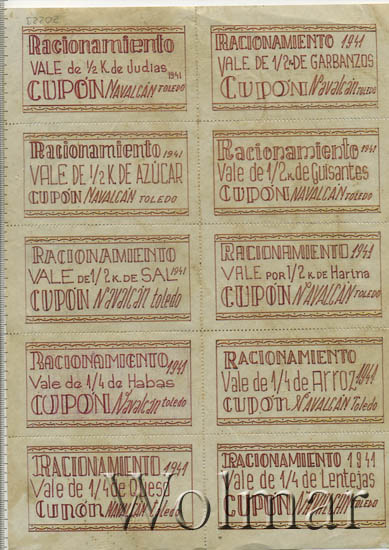 Racionamiento
VALE de ½ K. de Judias 1941
CUPÓN NAVALCÁN TOLEDO
RACIONAMIENTO 1941
VALE DE 1/2 K DE GARBANZOS
CUPÓN NAVALCÁN TOLEDO
Racionamiento 1941
VALE DE ½ K. DE AZÚCAR
CUPÓN NAVALCÁN TOLEDO
Racionamiento 1941
Vale de 1/2 K. de Guisantes
CUPÓN NAVALCÁN TOLEDO
RACIONAMIENTO
VALE DE 1/2 K. DE SAL 1941
CUPÓN Navalcán toledo
RACIONAMIENTO 1941
VALE POR 1/2 K. DE Harina
CUPÓN NAVALCÁN TOLEDO
RACIONAMIENTO 1941
Vale de 1/4 de Habas
CUPÓN Navalcán toledo
RACIONAMIENTO
Vale de 1/4 de Arroz 1941
CUPÓN NAVALCÁN Toledo
RACIONAMIENTO 1941
Vale de 1/4 de Queso
CUPÓN NAVALCÁN TOLEDO
RACIONAMIENTO 1941
Vale de 1/4 de Lentejas
CUPÓN NAVALCÁN TOLEDO
Wolmar